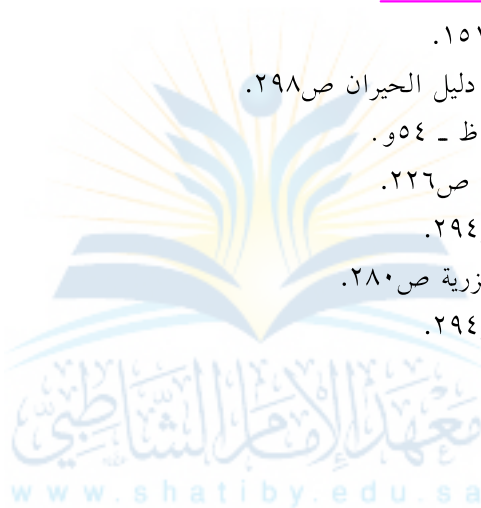 ١٥١.
دليل الحيران ص٢٩٨.
ظ ـ ٥٤و.
ص٢٢٦.
٢٩٤.
زرية ص٢٨٠.
٢٩٤.
معهد الإمام الشاطبي
www.shatiby.edu.sa